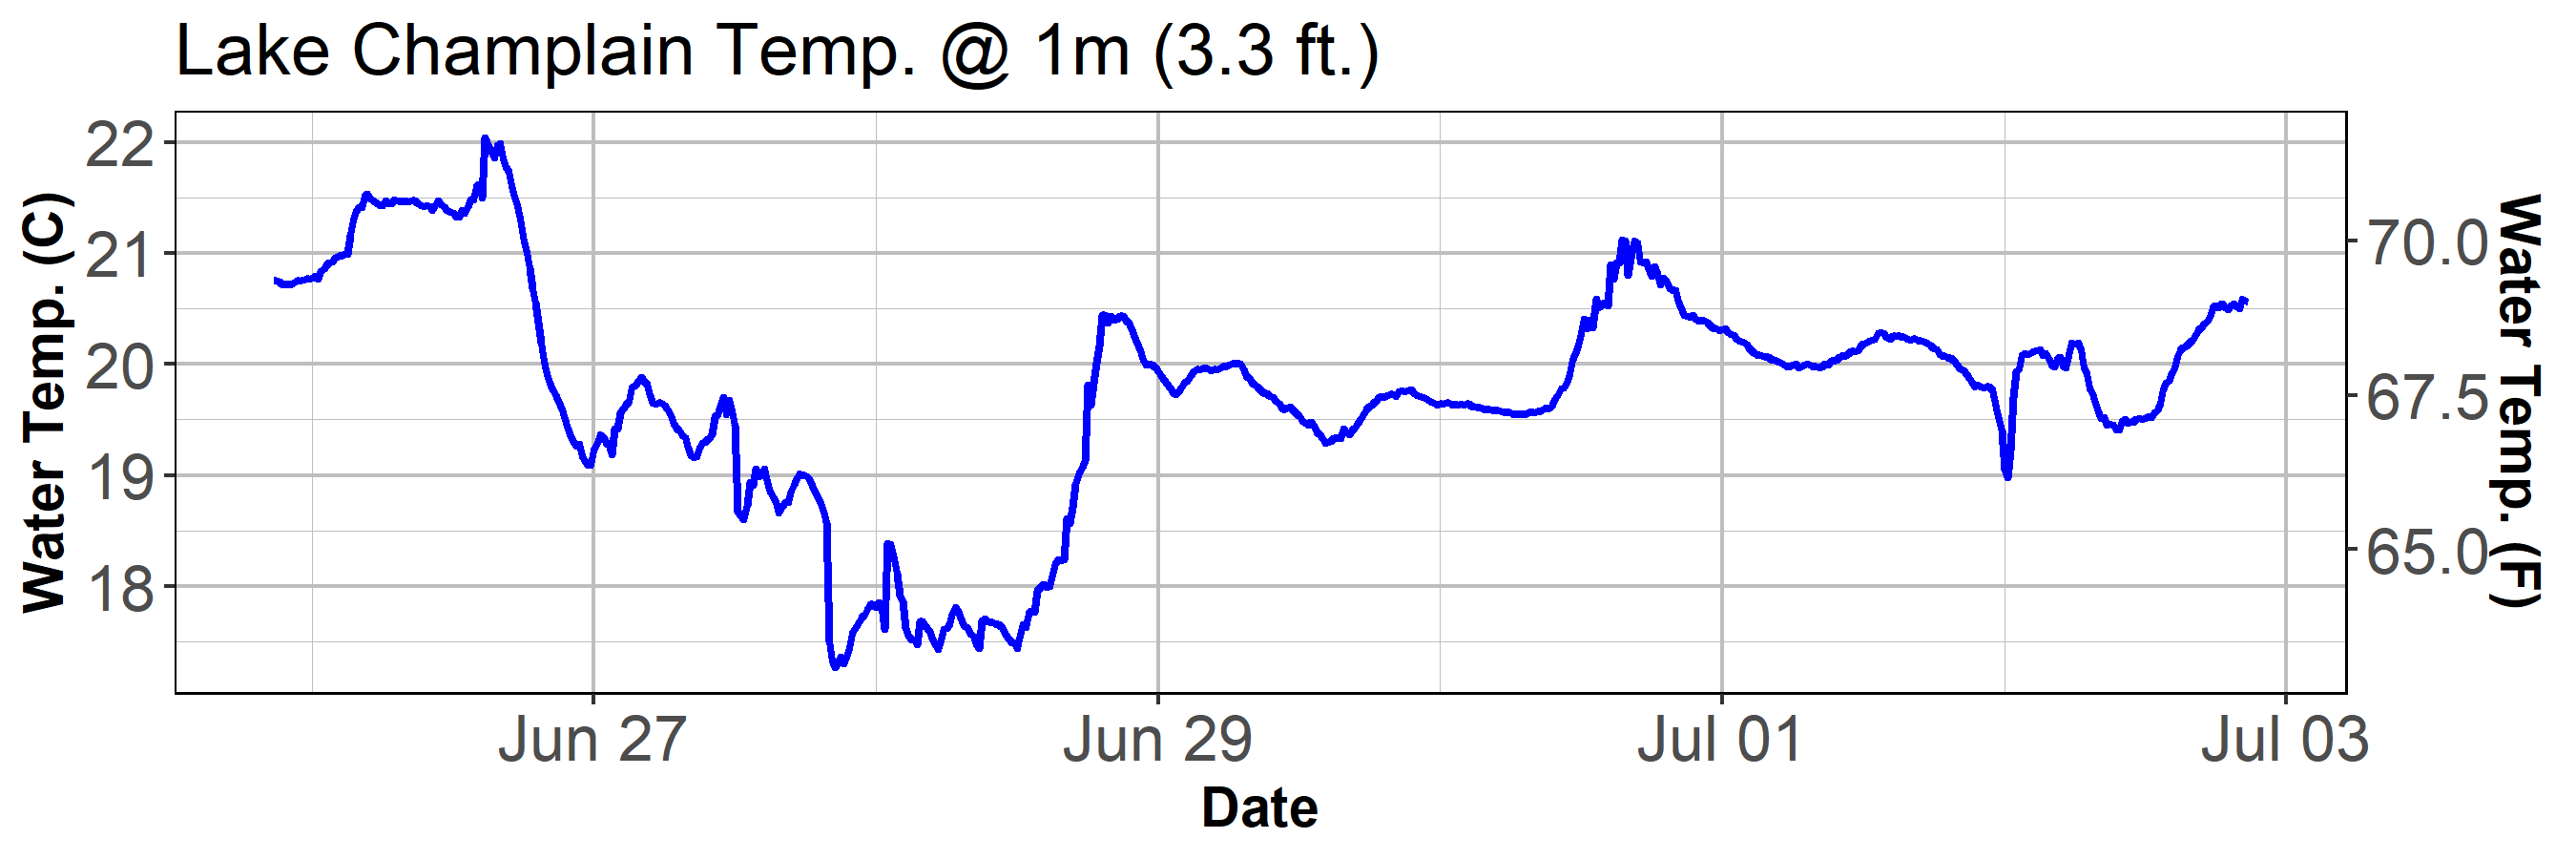 Lake Champlain Temp. @ 1m (3.3 ft.)
Water Temp. (C)
22
21
20
19
18
70.0
67.5
65.0
Water Temp. (F)
Jun 27
Jun 29
Jul 01
Jul 03
Date